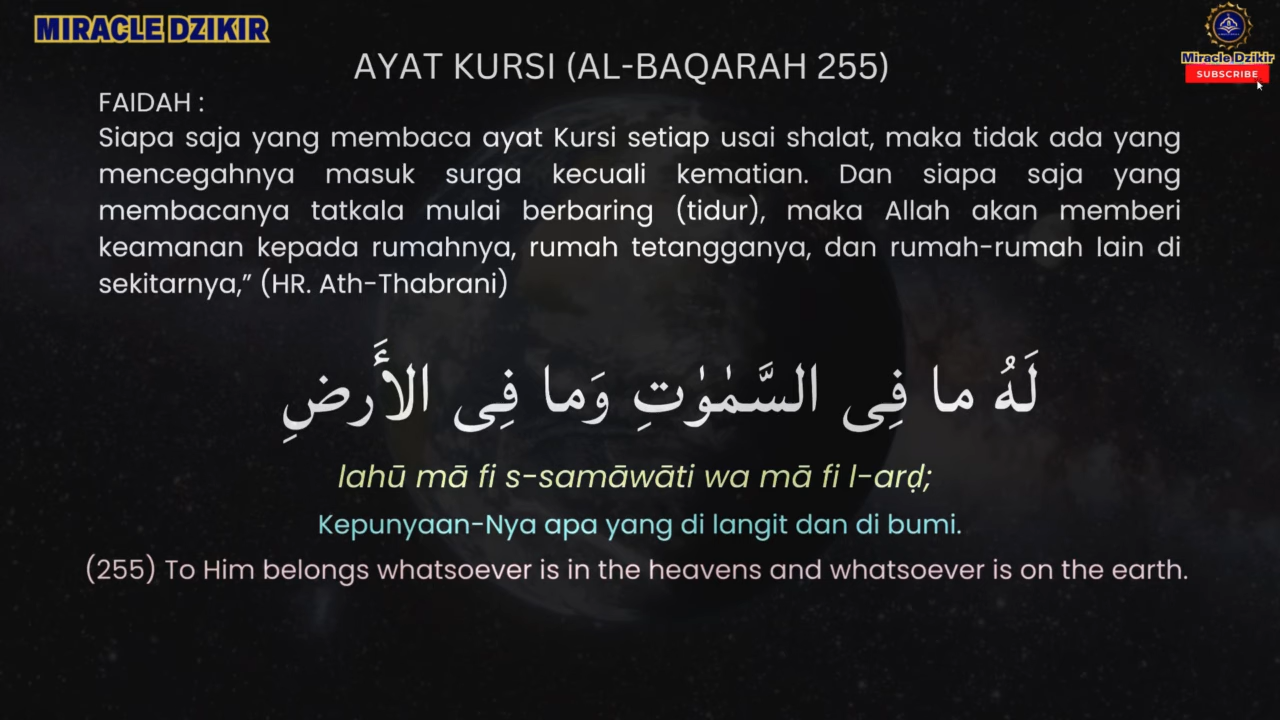 MIRACLE DZIKIR
Miracle Dzikir
SUBSCRIBE
AYAT KURSI (AL-BAQARAH 255)
FAIDAH :
Siapa saja yang membaca ayat Kursi setiap usai shalat, maka tidak ada yang
mencegahnya masuk surga kecuali kematian. Dan siapa saja yang
membacanya tatkala mulai berbaring (tidur), maka Allah akan memberi
keamanan kepada rumahnya, rumah tetangganya, dan rumah-rumah lain di
sekitarnya,” (HR. Ath-Thabrani)
لَهُ ما فِى السَّمٰوٰتِ وَما فِى الأَرضِ
lahū mā fi s-samāwāti wa mā fi l-arḍ;
Kepunyaan-Nya apa yang di langit dan di bumi.
(255) To Him belongs whatsoever is in the heavens and whatsoever is on the earth.